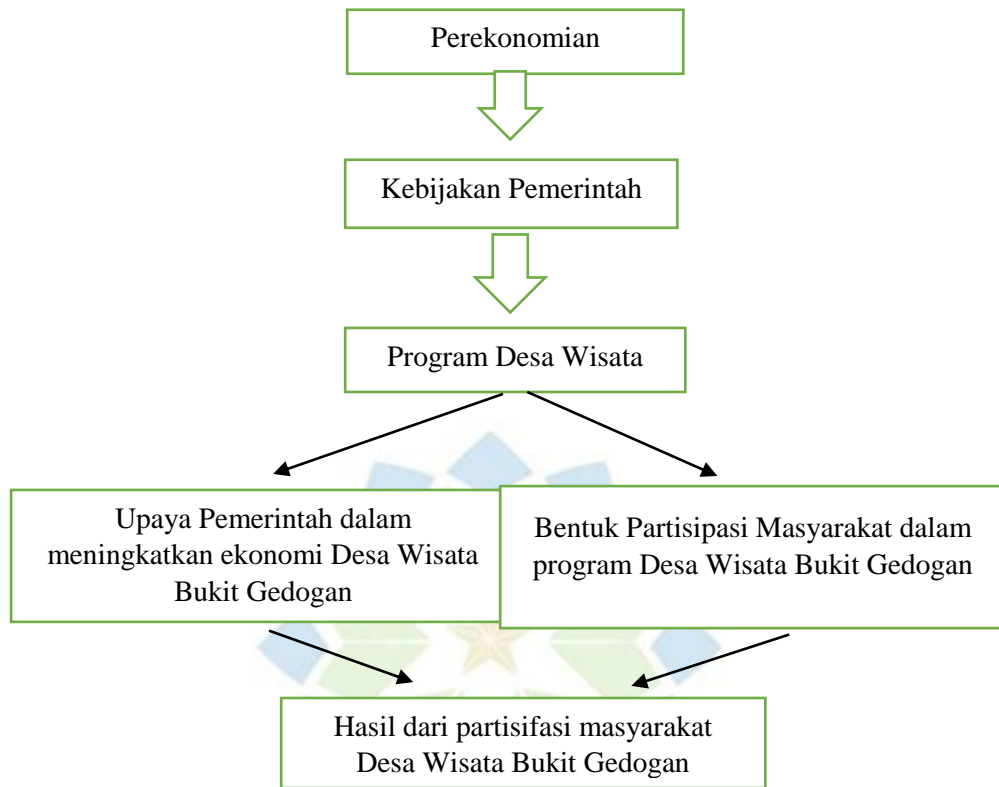 Perekonomian
Kebijakan Pemerintah
Program Desa Wisata
Upaya Pemerintah dalam
meningkatkan ekonomi Desa Wisata
Bukit Gedogan
Bentuk Partisipasi Masyarakat dalam
program Desa Wisata Bukit Gedogan
Hasil dari partisifasi masyarakat
Desa Wisata Bukit Gedogan